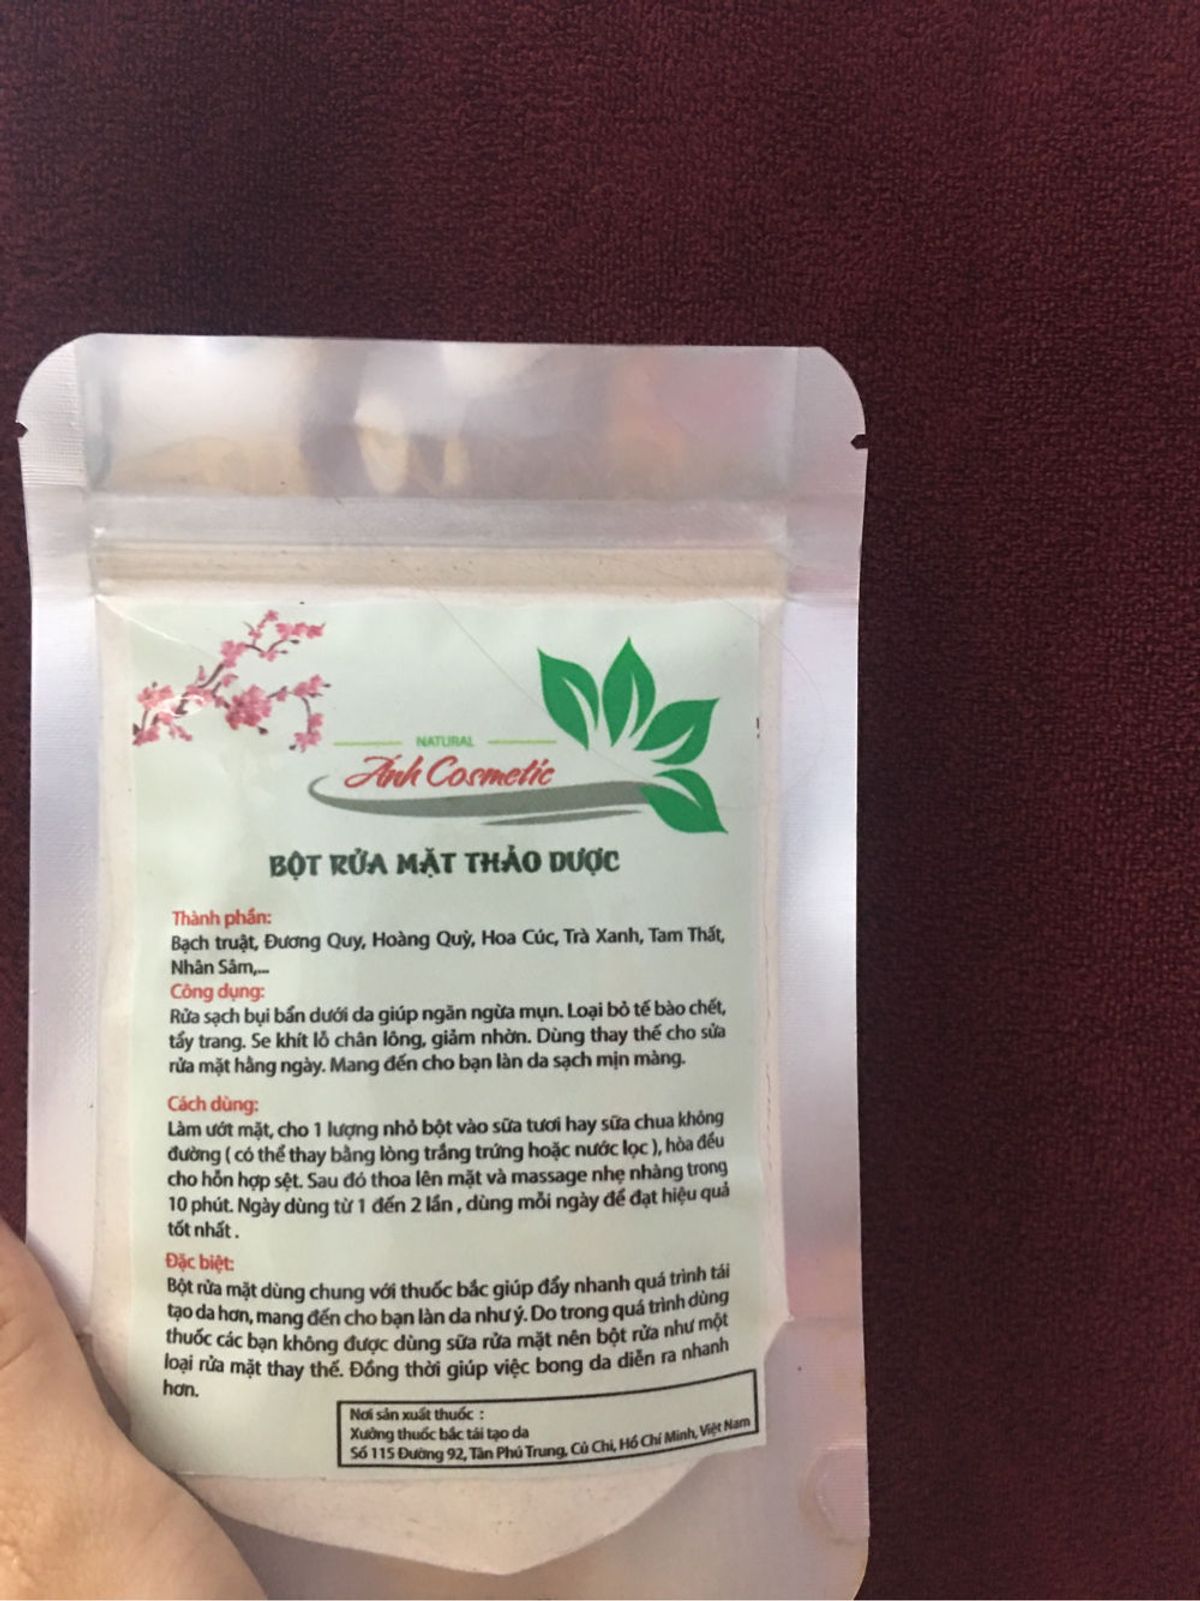 NATURAL
Ánh Cosmetic
BỘT RỬA MẶT THẢO DƯỢC
Thành phần:
Bạch truật, Đương Quy, Hoàng Quỳ, Hoa Cúc, Trà Xanh, Tam Thất,
Nhân Sâm,...
Công dụng:
Rửa sạch bụi bẩn dưới da giúp ngăn ngừa mụn. Loại bỏ tế bào chết,
tẩy trang. Se khít lỗ chân lông, giảm nhờn. Dùng thay thế cho sửa
rửa mặt hằng ngày. Mang đến cho bạn làn da sạch mịn màng.
Cách dùng:
Làm ướt mặt, cho 1 lượng nhỏ bột vào sữa tươi hay sữa chua không
đường ( có thể thay bằng lòng trắng trứng hoặc nước lọc ), hòa đều
cho hỗn hợp sệt. Sau đó thoa lên mặt và massage nhẹ nhàng trong
10 phút. Ngày dùng từ 1 đến 2 lần , dùng mỗi ngày để đạt hiệu quả
tốt nhất .
Đặc biệt:
Bột rửa mặt dùng chung với thuốc bắc giúp đẩy nhanh quá trình tái
tạo da hơn, mang đến cho bạn làn da như ý. Do trong quá trình dùng
thuốc các bạn không được dùng sữa rửa mặt nên bột rửa như một
loại rửa mặt thay thế. Đồng thời giúp việc bong da diễn ra nhanh
hơn.
Nơi sản xuất thuốc :
Xưởng thuốc bắc tái tạo da
Số 115 Đường 92, Tân Phú Trung, Củ Chi, Hồ Chí Minh, Việt Nam